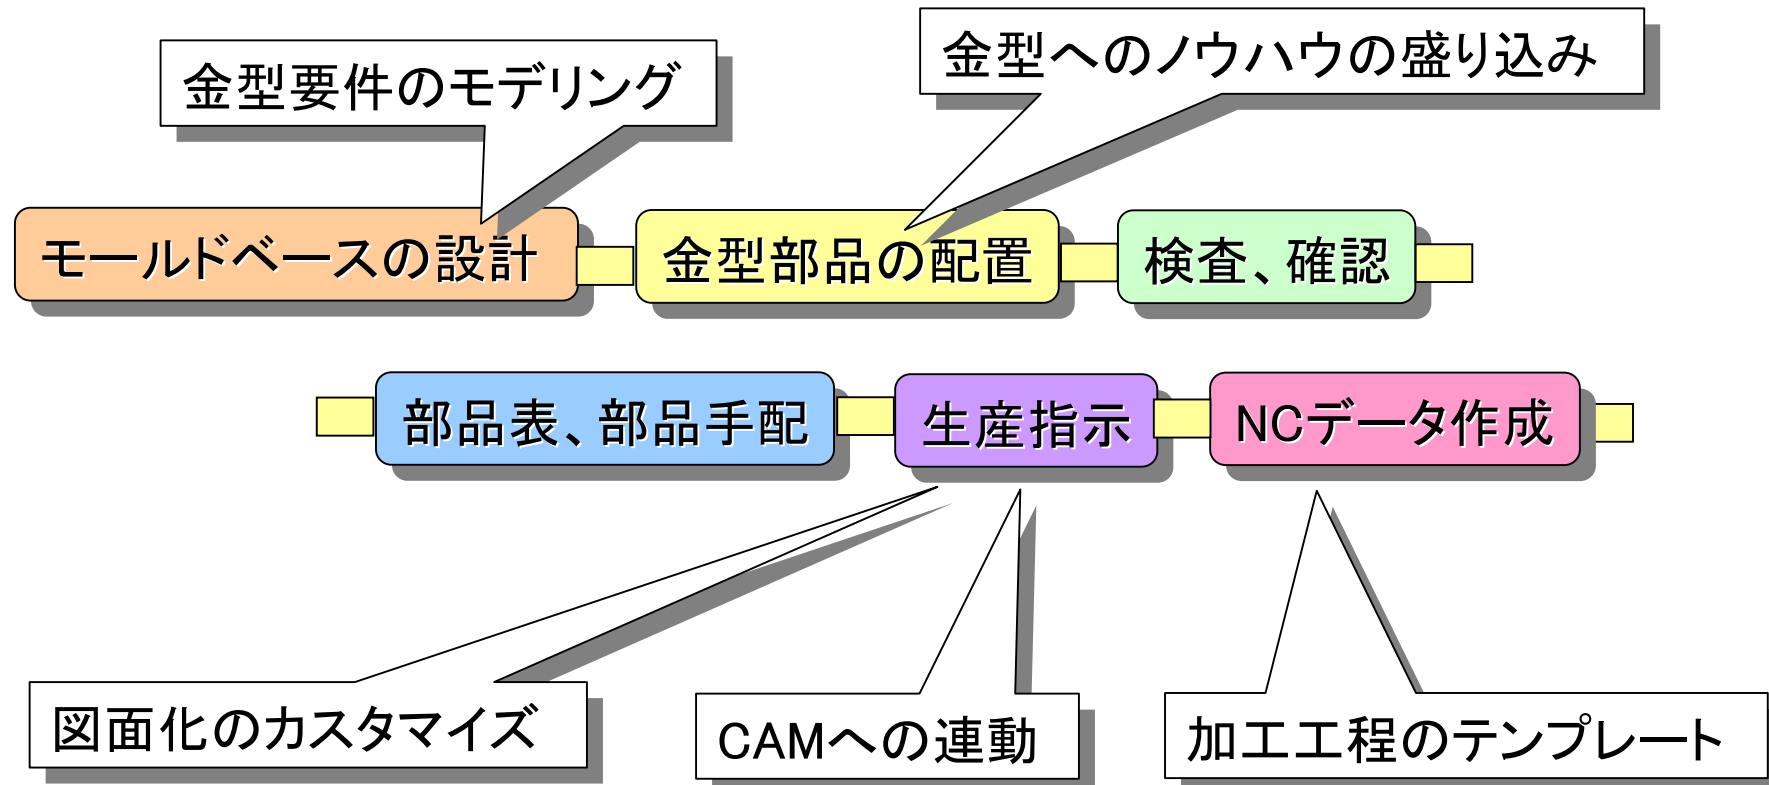 金型要件のモデリング
金型へのノウハウの盛り込み
モールドベースの設計
金型部品の配置
検査、確認
部品表、部品手配
生産指示
NCデータ作成
図面化のカスタマイズ
CAMへの連動
加工工程のテンプレート